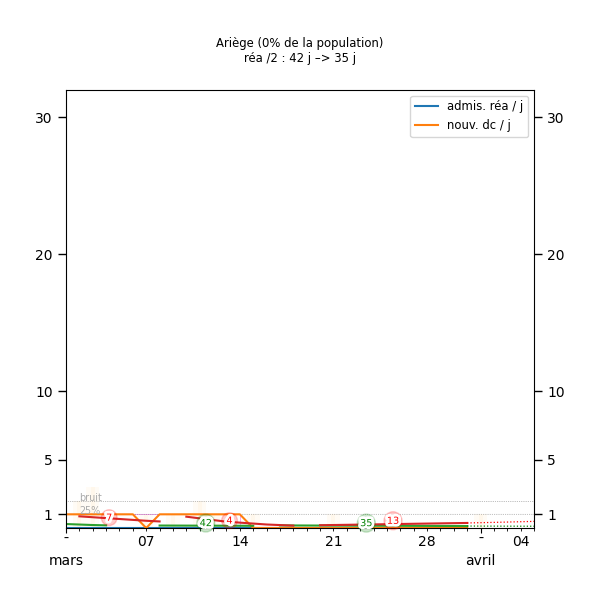 Ariège (0% de la population)
réa /2 : 42 j –> 35 j
admis. réa / j
nouv. dc / j
30 30
20 20
10 10
5 5
bruit
25%
1 1
7 42 4 35 13
- 07 14 21 28 - 04
mars avril